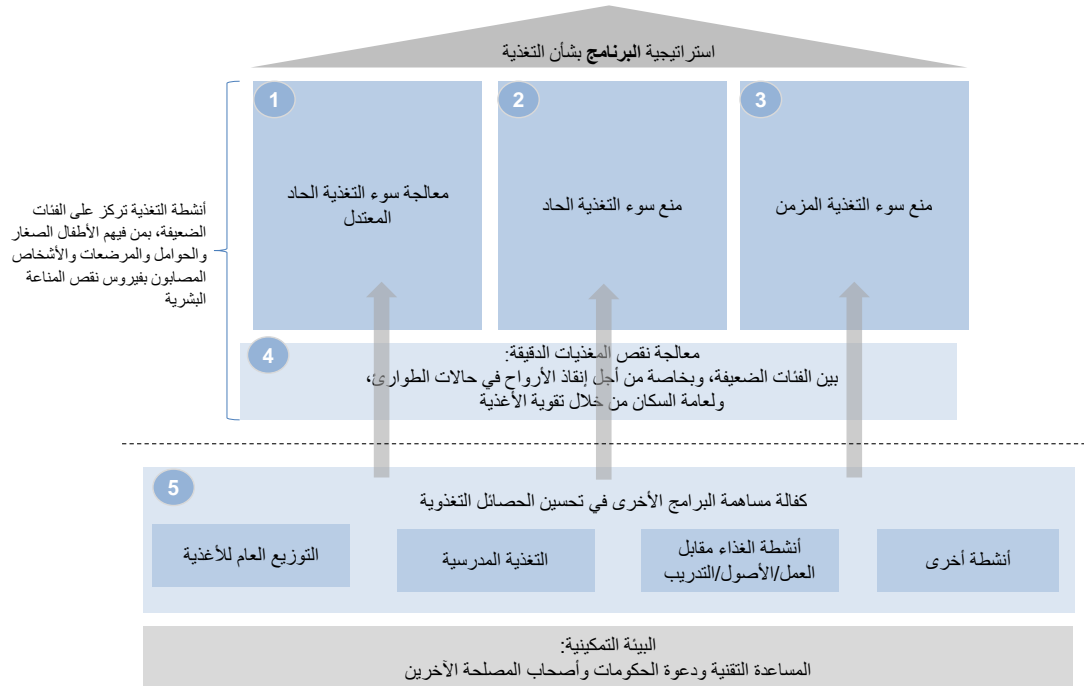 استراتيجية البرنامج بشأن التغذية
1
2
3
معالجة سوء التغذية الحاد
المعتدل
منع سوء التغذية الحاد
منع سوء التغذية المزمن
أنشطة التغذية تركز على الفئات
الضعيفة، بمن فيهم الأطفال الصغار
والحوامل والمرضعات والأشخاص
المصابون بفيروس نقص المناعة
البشرية
4
معالجة نقص المغذيات الدقيقة:
بين الفئات الضعيفة، وبخاصة من أجل إنقاذ الأرواح في حالات الطوارئ،
ولعامة السكان من خلال تقوية الأغذية
5
كفالة مساهمة البرامج الأخرى في تحسين الحصائل التغذوية
التوزيع العام للأغذية
التغذية المدرسية
أنشطة الغذاء مقابل
العمل/الأصول/التدريب
أنشطة أخرى
البيئة التمكينية:
المساعدة التقنية ودعوة الحكومات وأصحاب المصلحة الآخرين